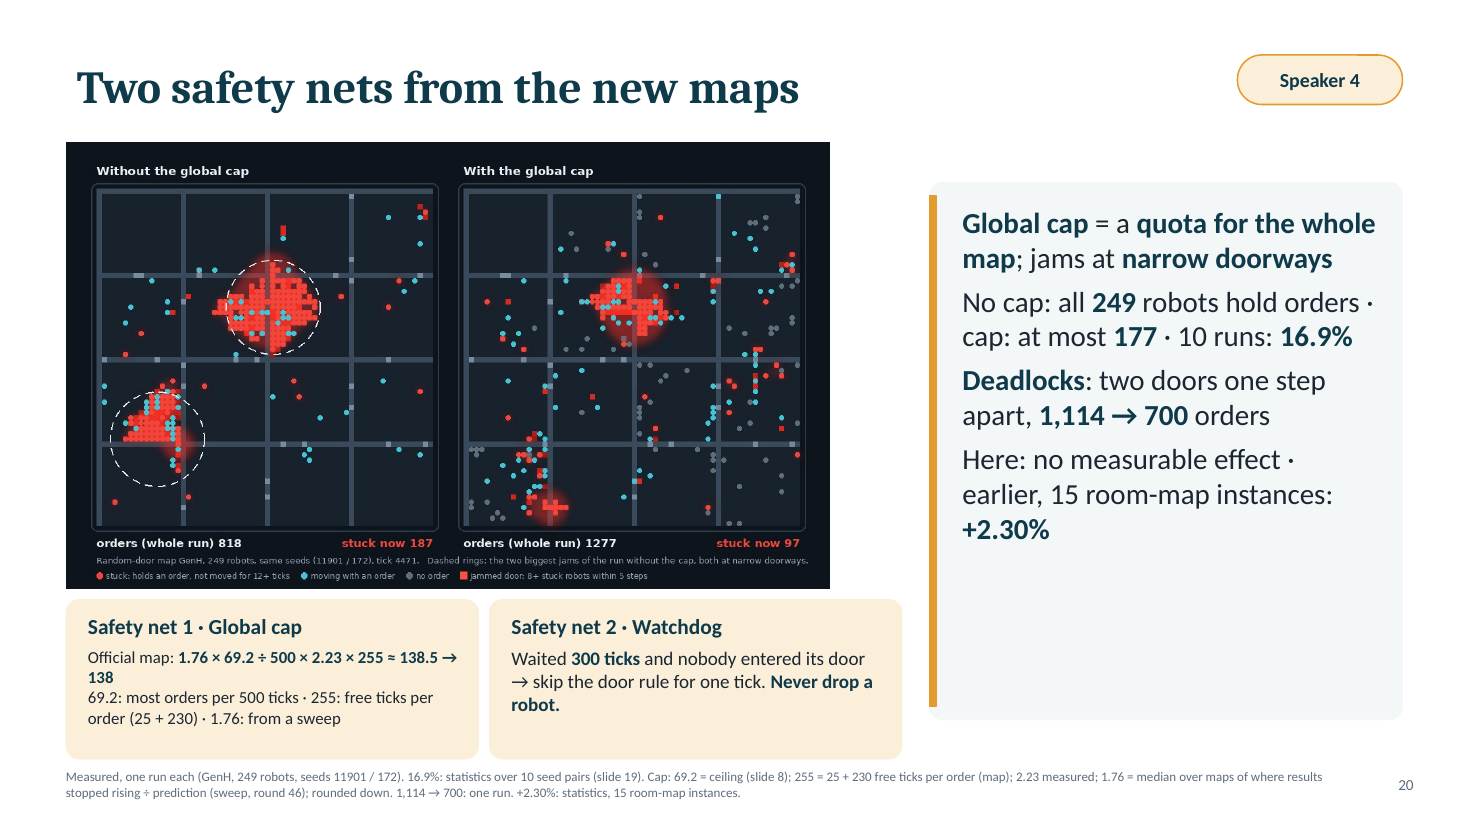 Two safety nets from the new maps
Speaker 4
Without the global cap
With the global cap
orders (whole run) 818
stuck now 187
orders (whole run) 1277
stuck now 97
Random-door map GenH, 249 robots, same seeds (11901 / 172), tick 4471. Dashed rings: the two biggest jams of the run without the cap, both at narrow doorways.
stuck: holds an order, not moved for 12+ ticks
moving with an order
no order
jammed door: 8+ stuck robots within 5 steps
Global cap = a quota for the whole
map; jams at narrow doorways
No cap: all 249 robots hold orders ·
cap: at most 177 · 10 runs: 16.9%
Deadlocks: two doors one step
apart, 1,114 → 700 orders
Here: no measurable effect ·
earlier, 15 room-map instances:
+2.30%
Safety net 1 · Global cap
Official map: 1.76 × 69.2 ÷ 500 × 2.23 × 255 ≈ 138.5 →
138
69.2: most orders per 500 ticks · 255: free ticks per
order (25 + 230) · 1.76: from a sweep
Safety net 2 · Watchdog
Waited 300 ticks and nobody entered its door
→ skip the door rule for one tick. Never drop a
robot.
Measured, one run each (GenH, 249 robots, seeds 11901 / 172). 16.9%: statistics over 10 seed pairs (slide 19). Cap: 69.2 = ceiling (slide 8); 255 = 25 + 230 free ticks per order (map); 2.23 measured; 1.76 = median over maps of where results
stopped rising ÷ prediction (sweep, round 46); rounded down. 1,114 → 700: one run. +2.30%: statistics, 15 room-map instances.
20